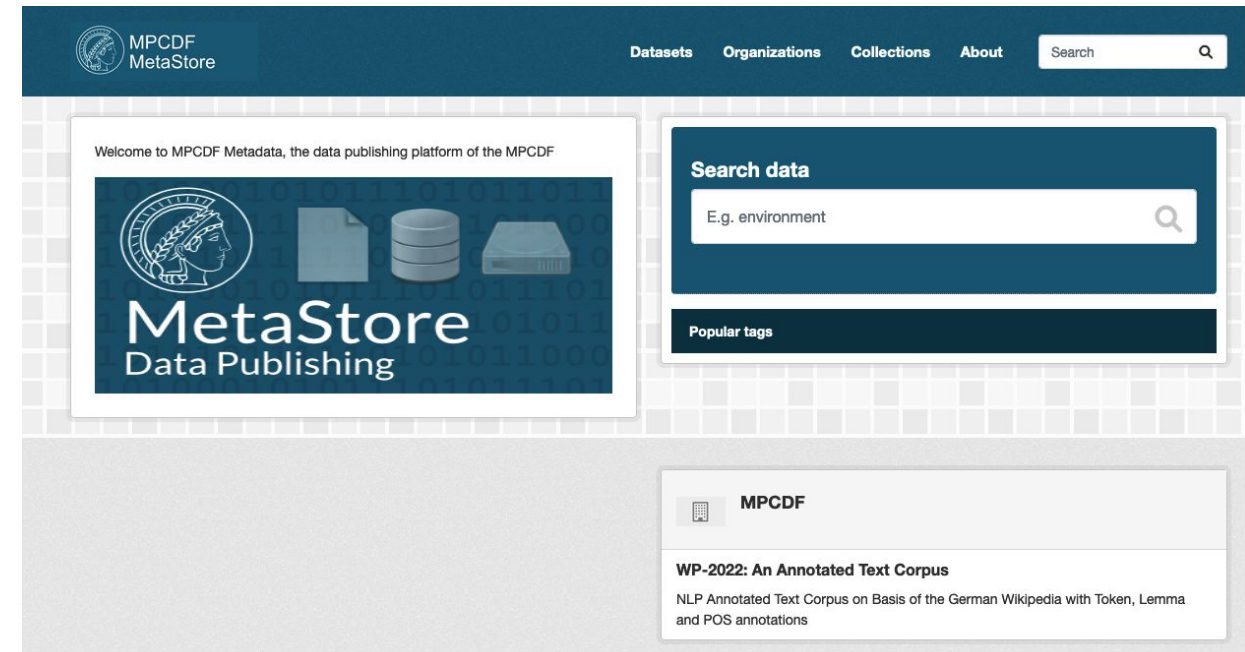 MPCDF
MetaStore
Datasets
Organizations
Collections
About
Search
Welcome to MPCDF Metadata, the data publishing platform of the MPCDF
MetaStore
Data Publishing
Search data
E.g. environment
Popular tags
MPCDF
WP-2022: An Annotated Text Corpus
NLP Annotated Text Corpus on Basis of the German Wikipedia with Token, Lemma
and POS annotations